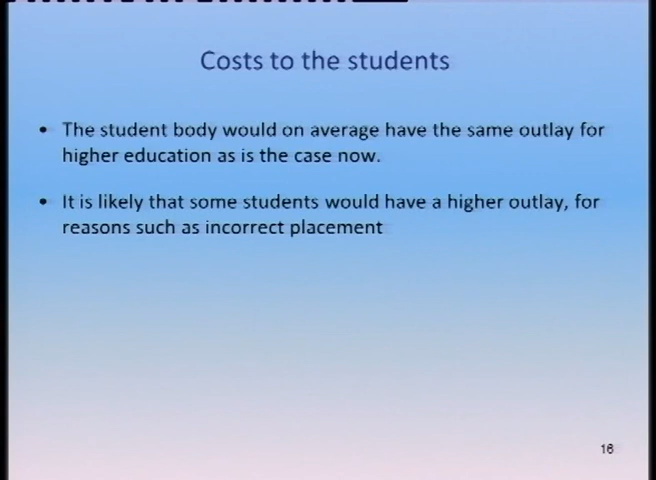 Costs to the students
• The student body would on average have the same outlay for
higher education as is the case now.
• It is likely that some students would have a higher outlay, for
reasons such as incorrect placement
16